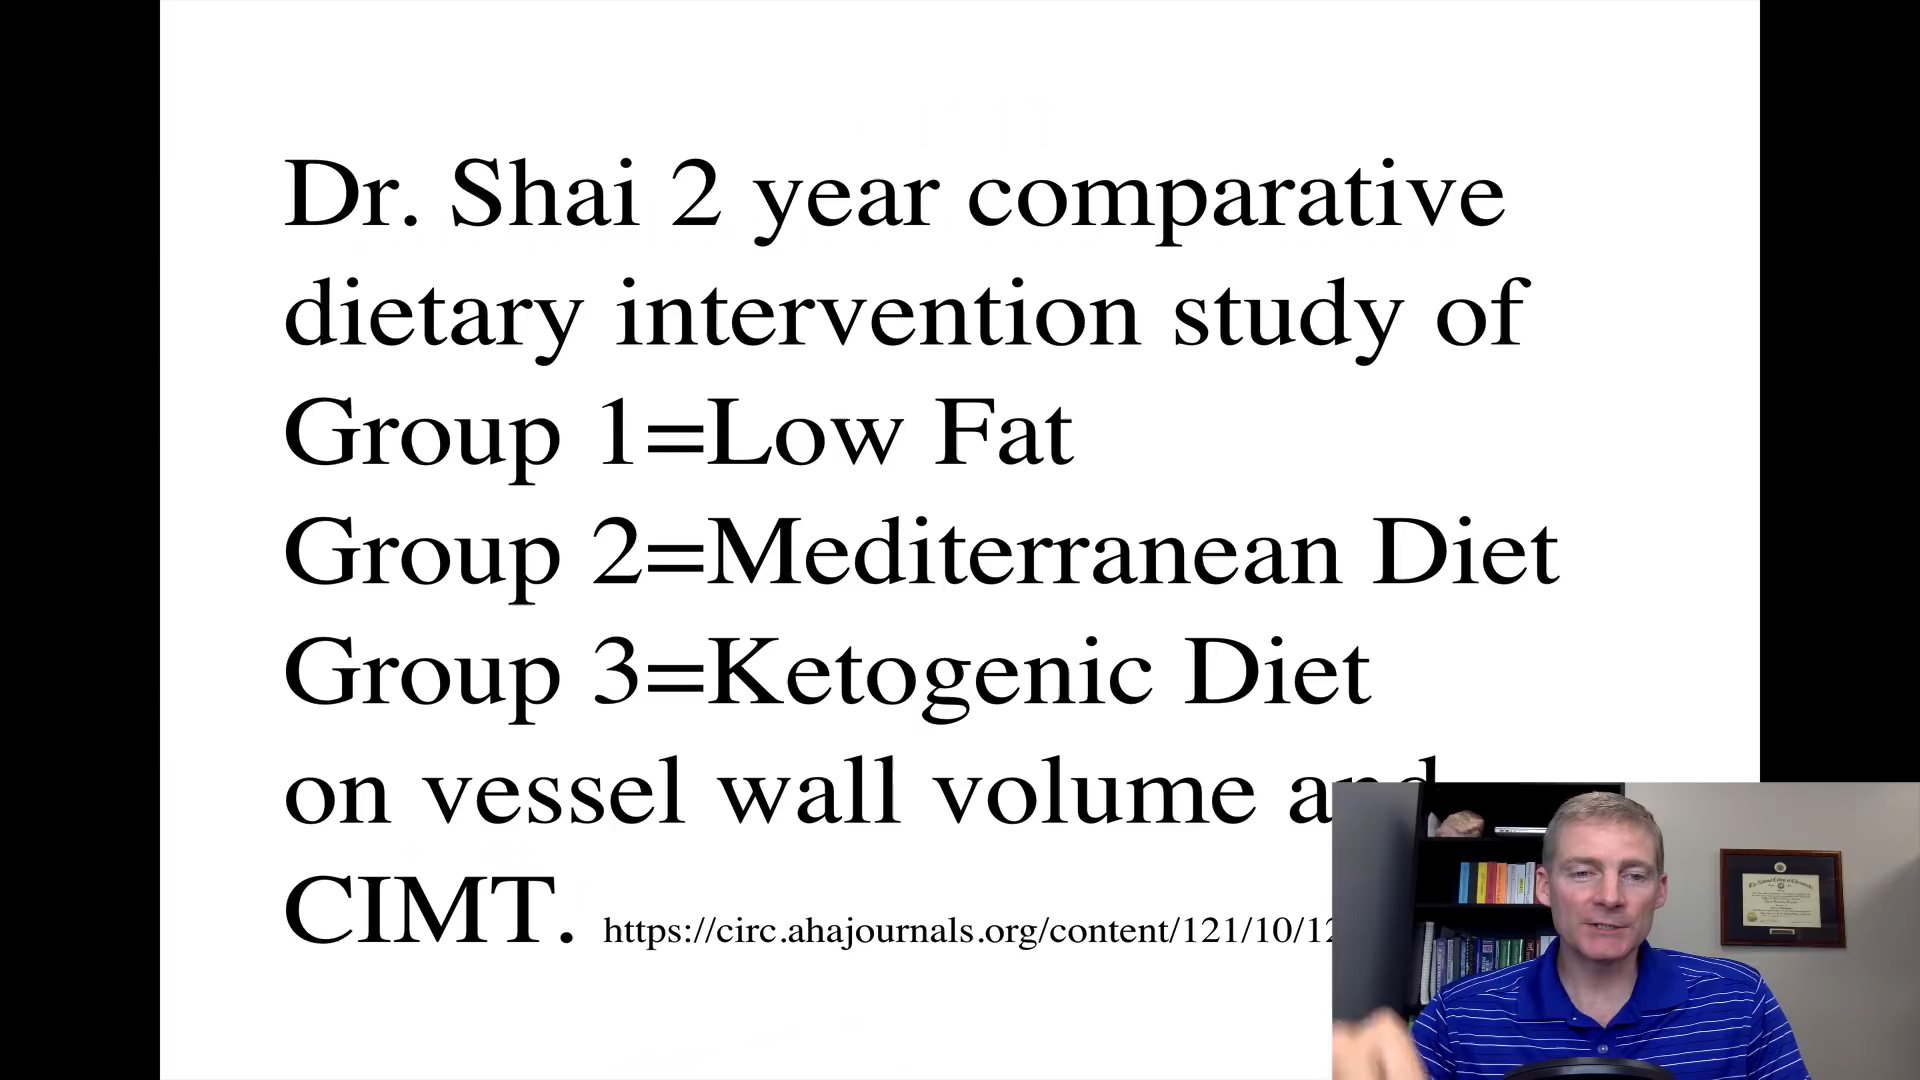 Dr. Shai 2 year comparative
dietary intervention study of
Group 1=Low Fat
Group 2=Mediterranean Diet
Group 3=Ketogenic Diet
on vessel wall volume and
CIMT. https://circ.ahajournals.org/content/121/10/12